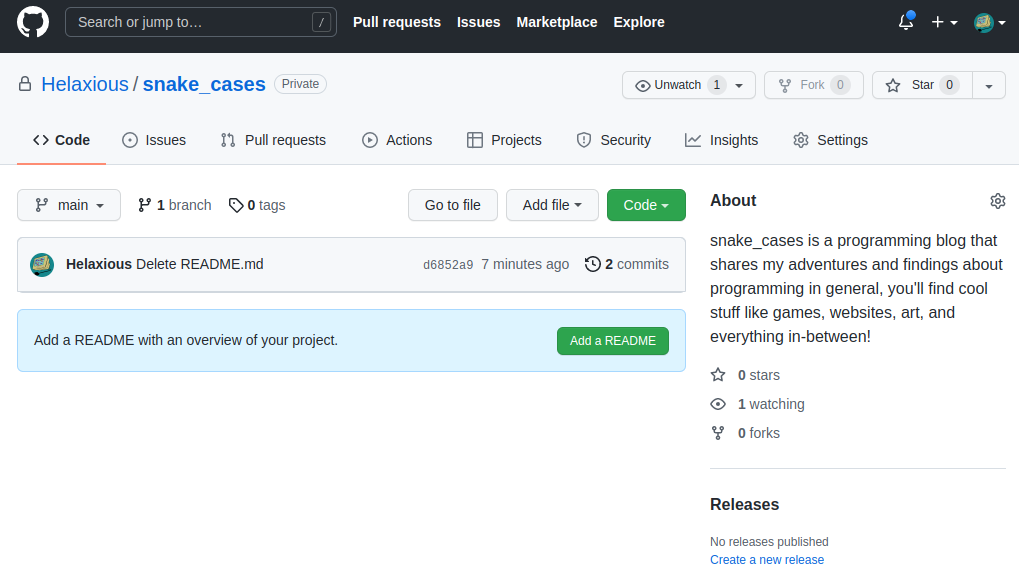 Search or jump to… /
Pull requests Issues Marketplace Explore
Helaxious / snake_cases Private
Unwatch 1 Fork 0 Star 0
Code Issues Pull requests Actions Projects Security Insights Settings
main 1 branch 0 tags Go to file Add file Code
Helaxious Delete README.md d6852a9 7 minutes ago 2 commits
Add a README with an overview of your project. Add a README
About
snake_cases is a programming blog that
shares my adventures and findings about
programming in general, you'll find cool
stuff like games, websites, art, and
everything in-between!
0 stars
1 watching
0 forks
Releases
No releases published
Create a new release